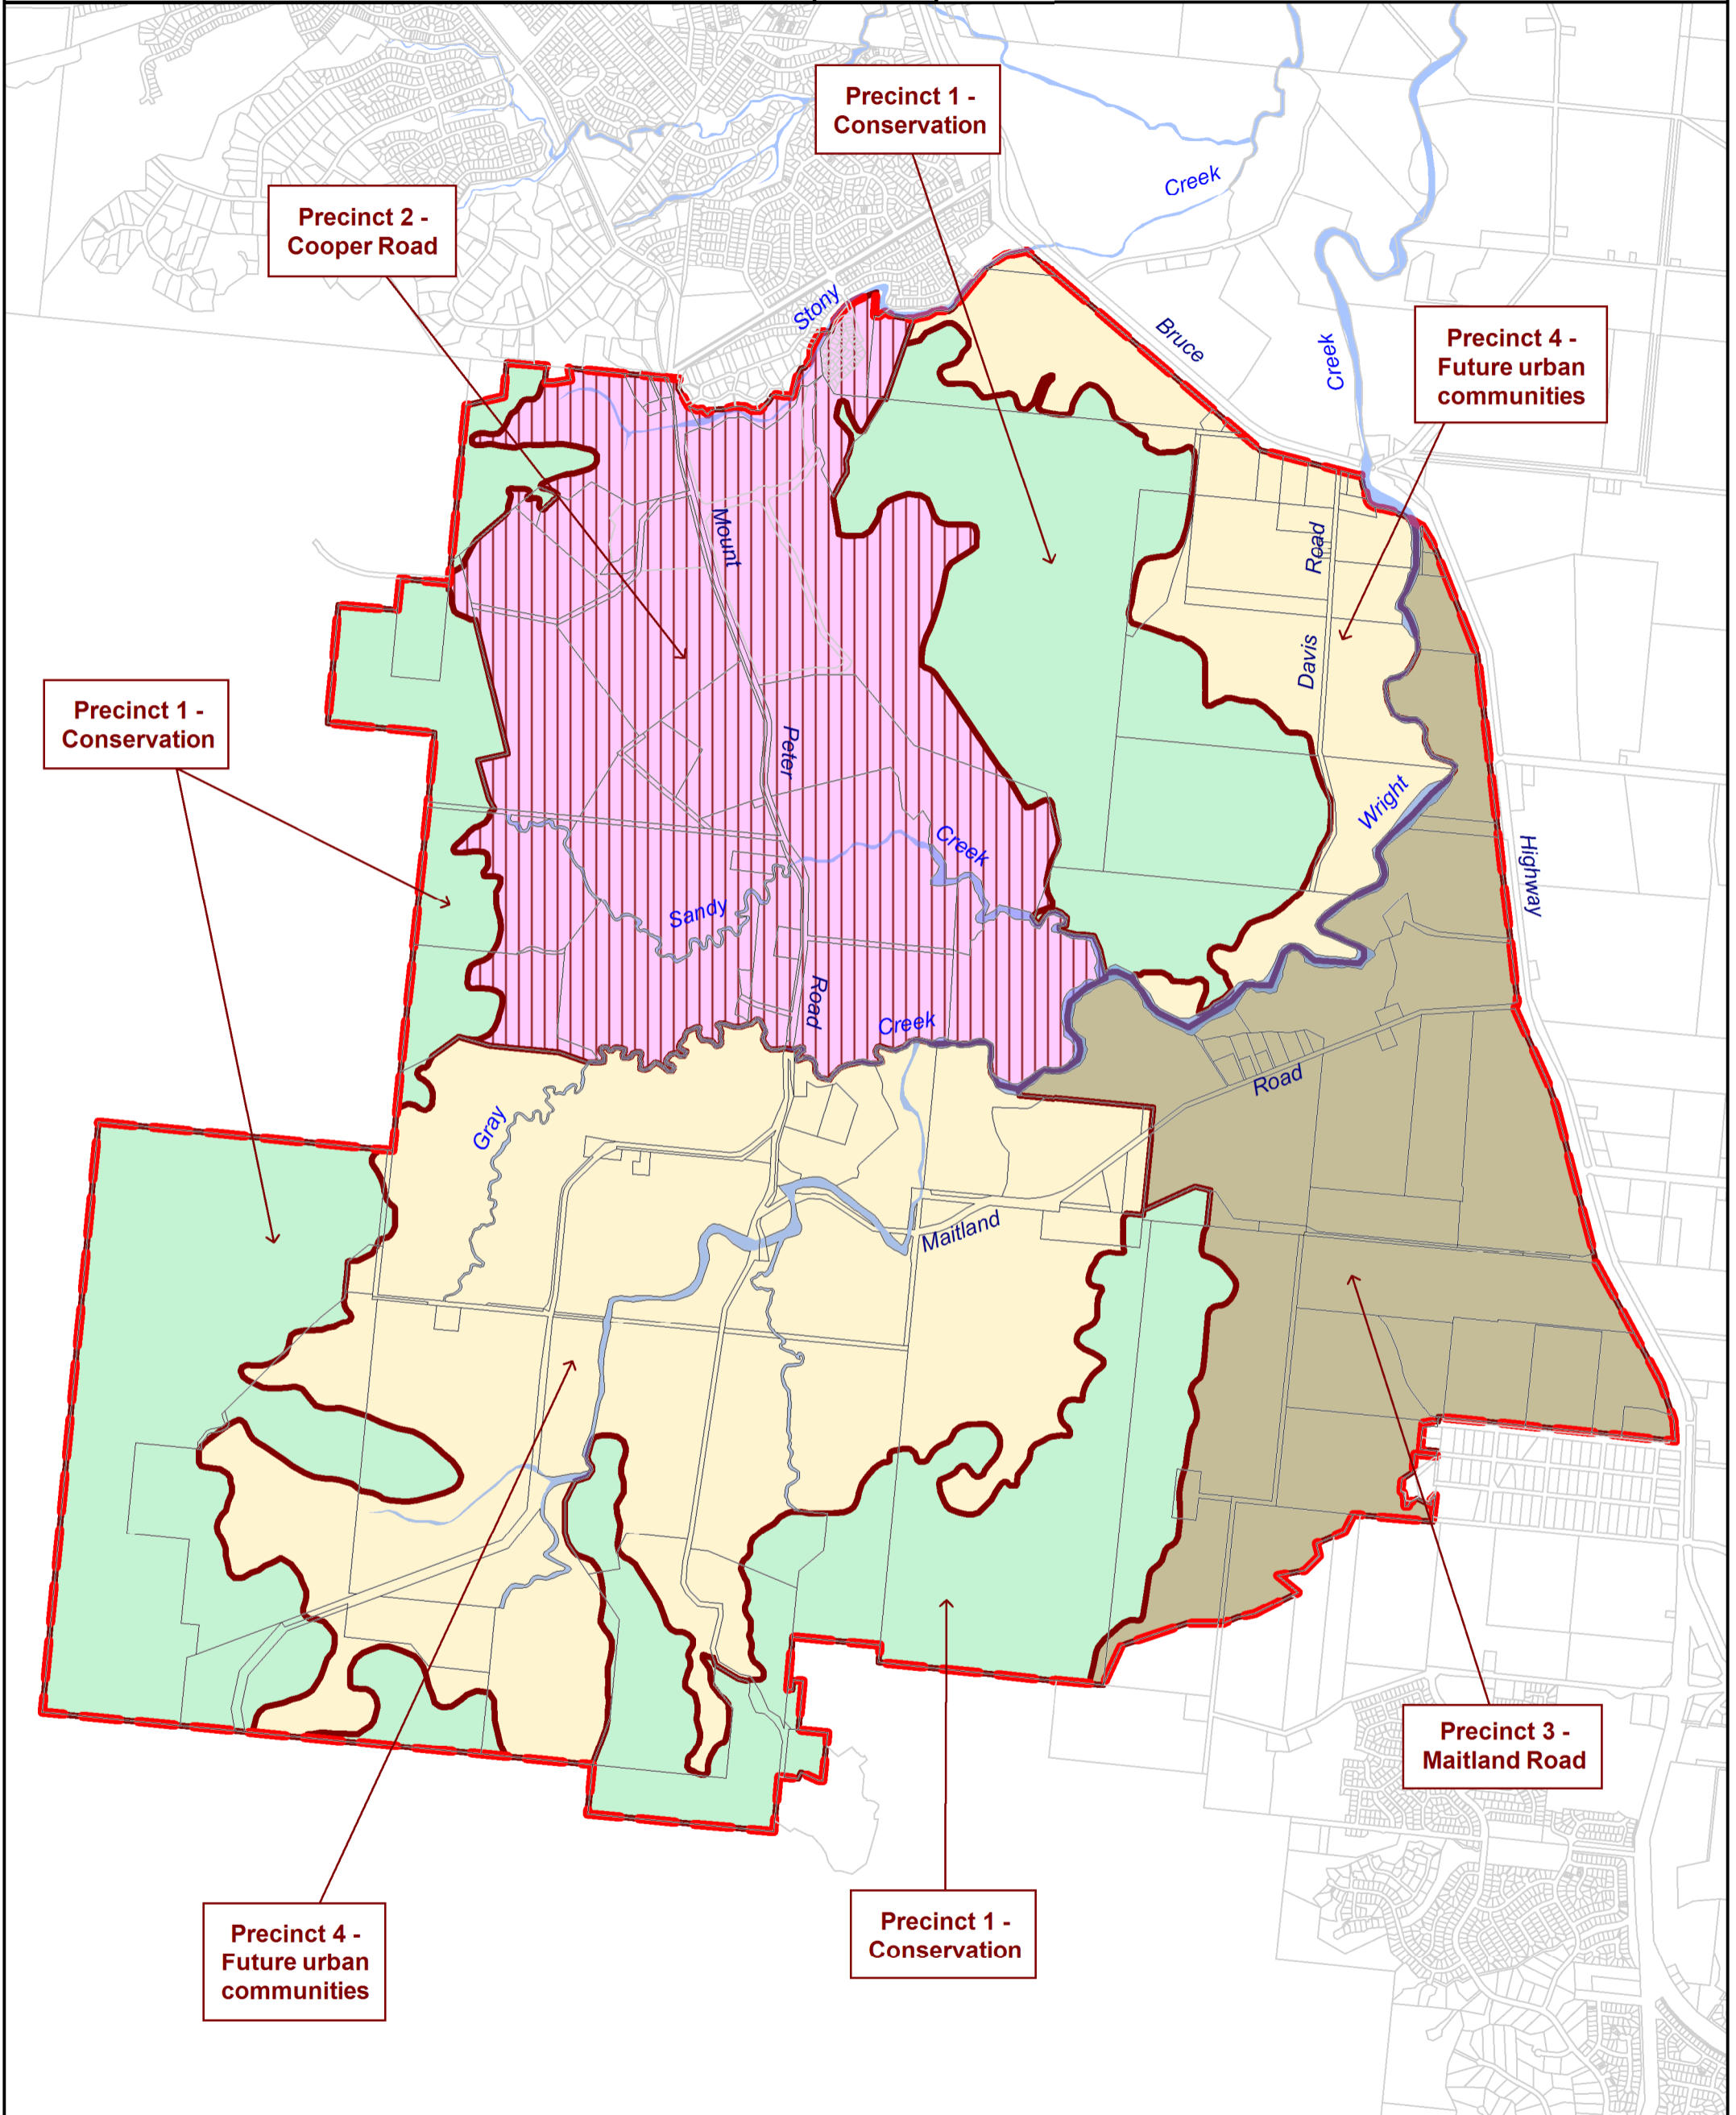 Precinct 1 -
Conservation
Creek
Precinct 2 -
Cooper Road
Stony
Bruce
Creek
Precinct 4 -
Future urban
communities
Mount
Road
Davis
Precinct 1 -
Conservation
Peter
Wright
Creek
Highway
Sandy
Road
Creek
Road
Gray
Maitland
Precinct 3 -
Maitland Road
Precinct 4 -
Future urban
communities
Precinct 1 -
Conservation